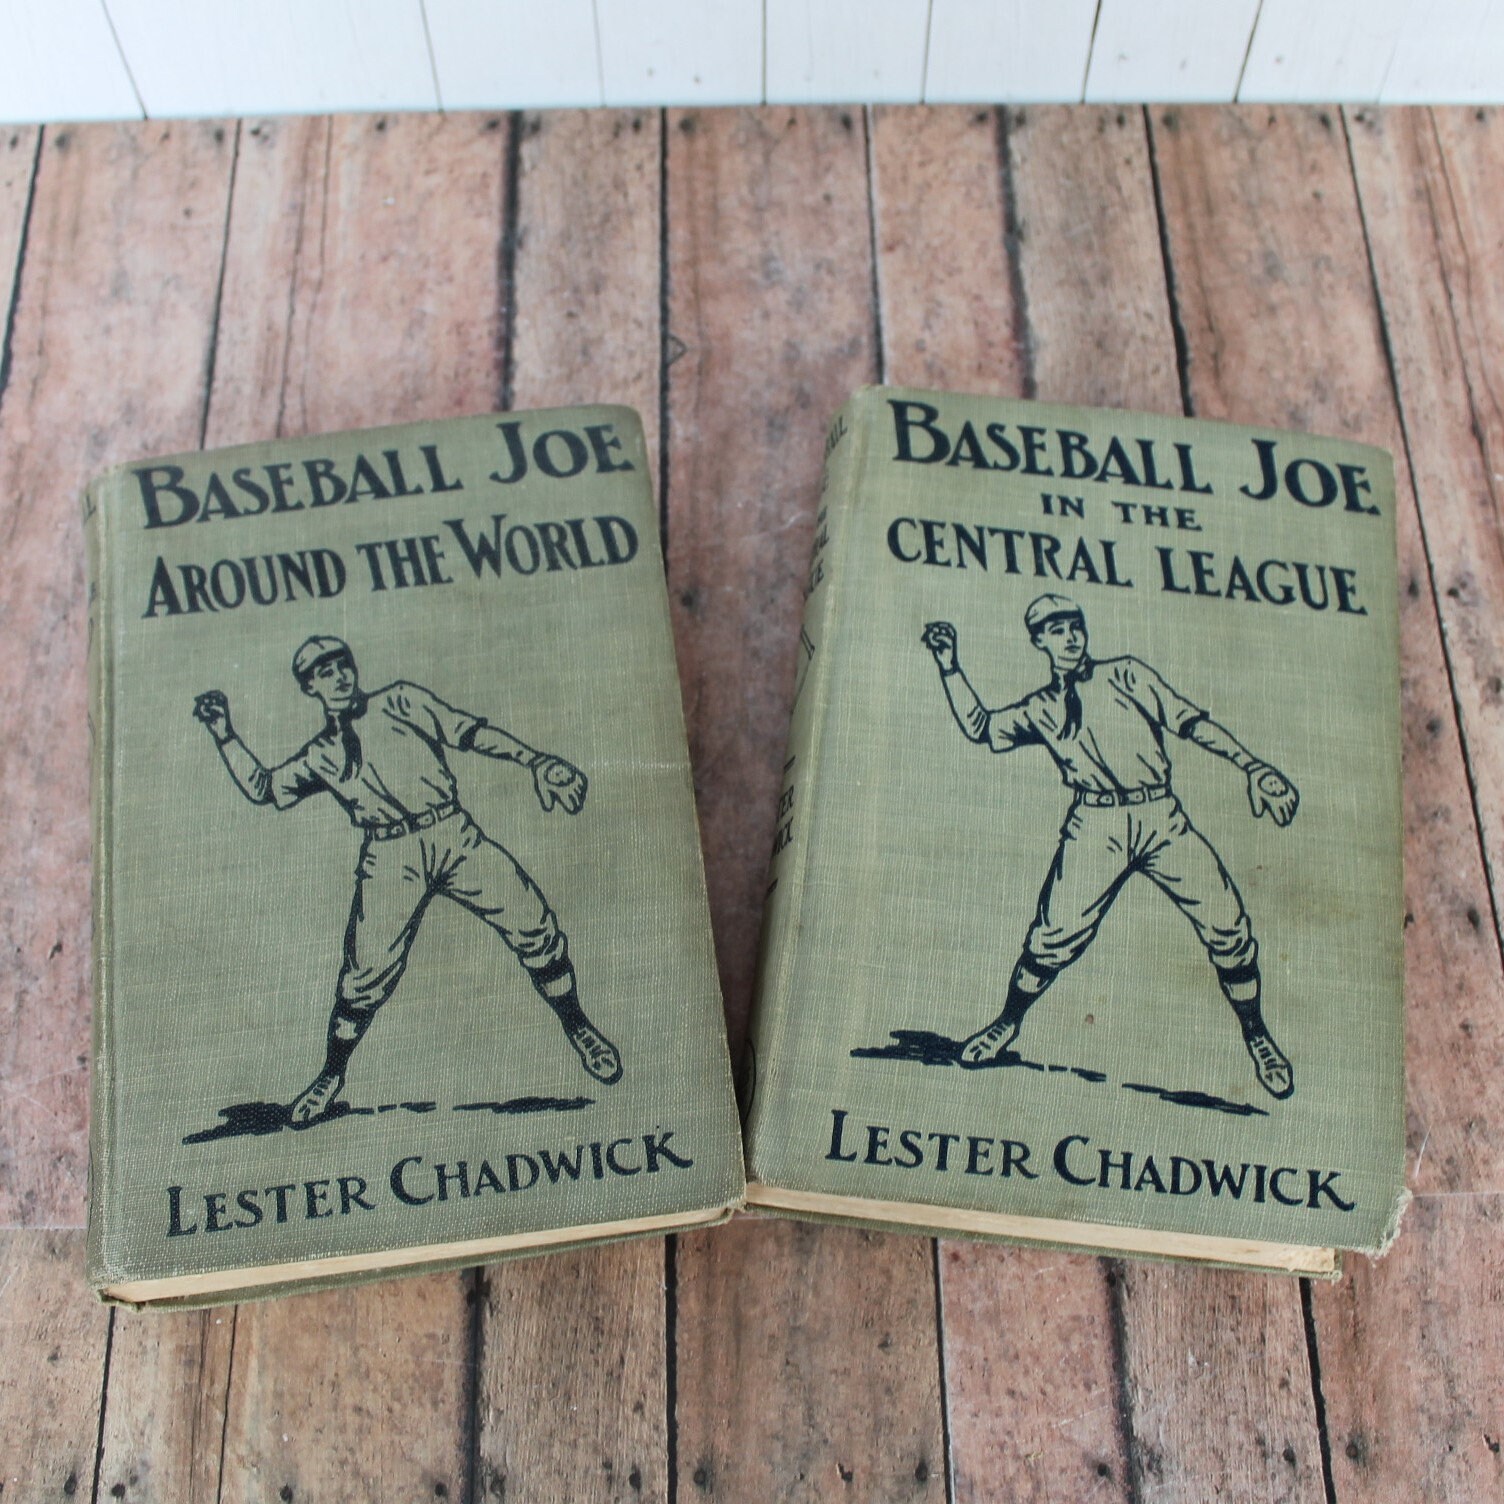 BASEBALL JOE
AROUND THE WORLD
LESTER CHADWICK
BASEBALL JOE
IN THE
CENTRAL LEAGUE
LESTER CHADWICK